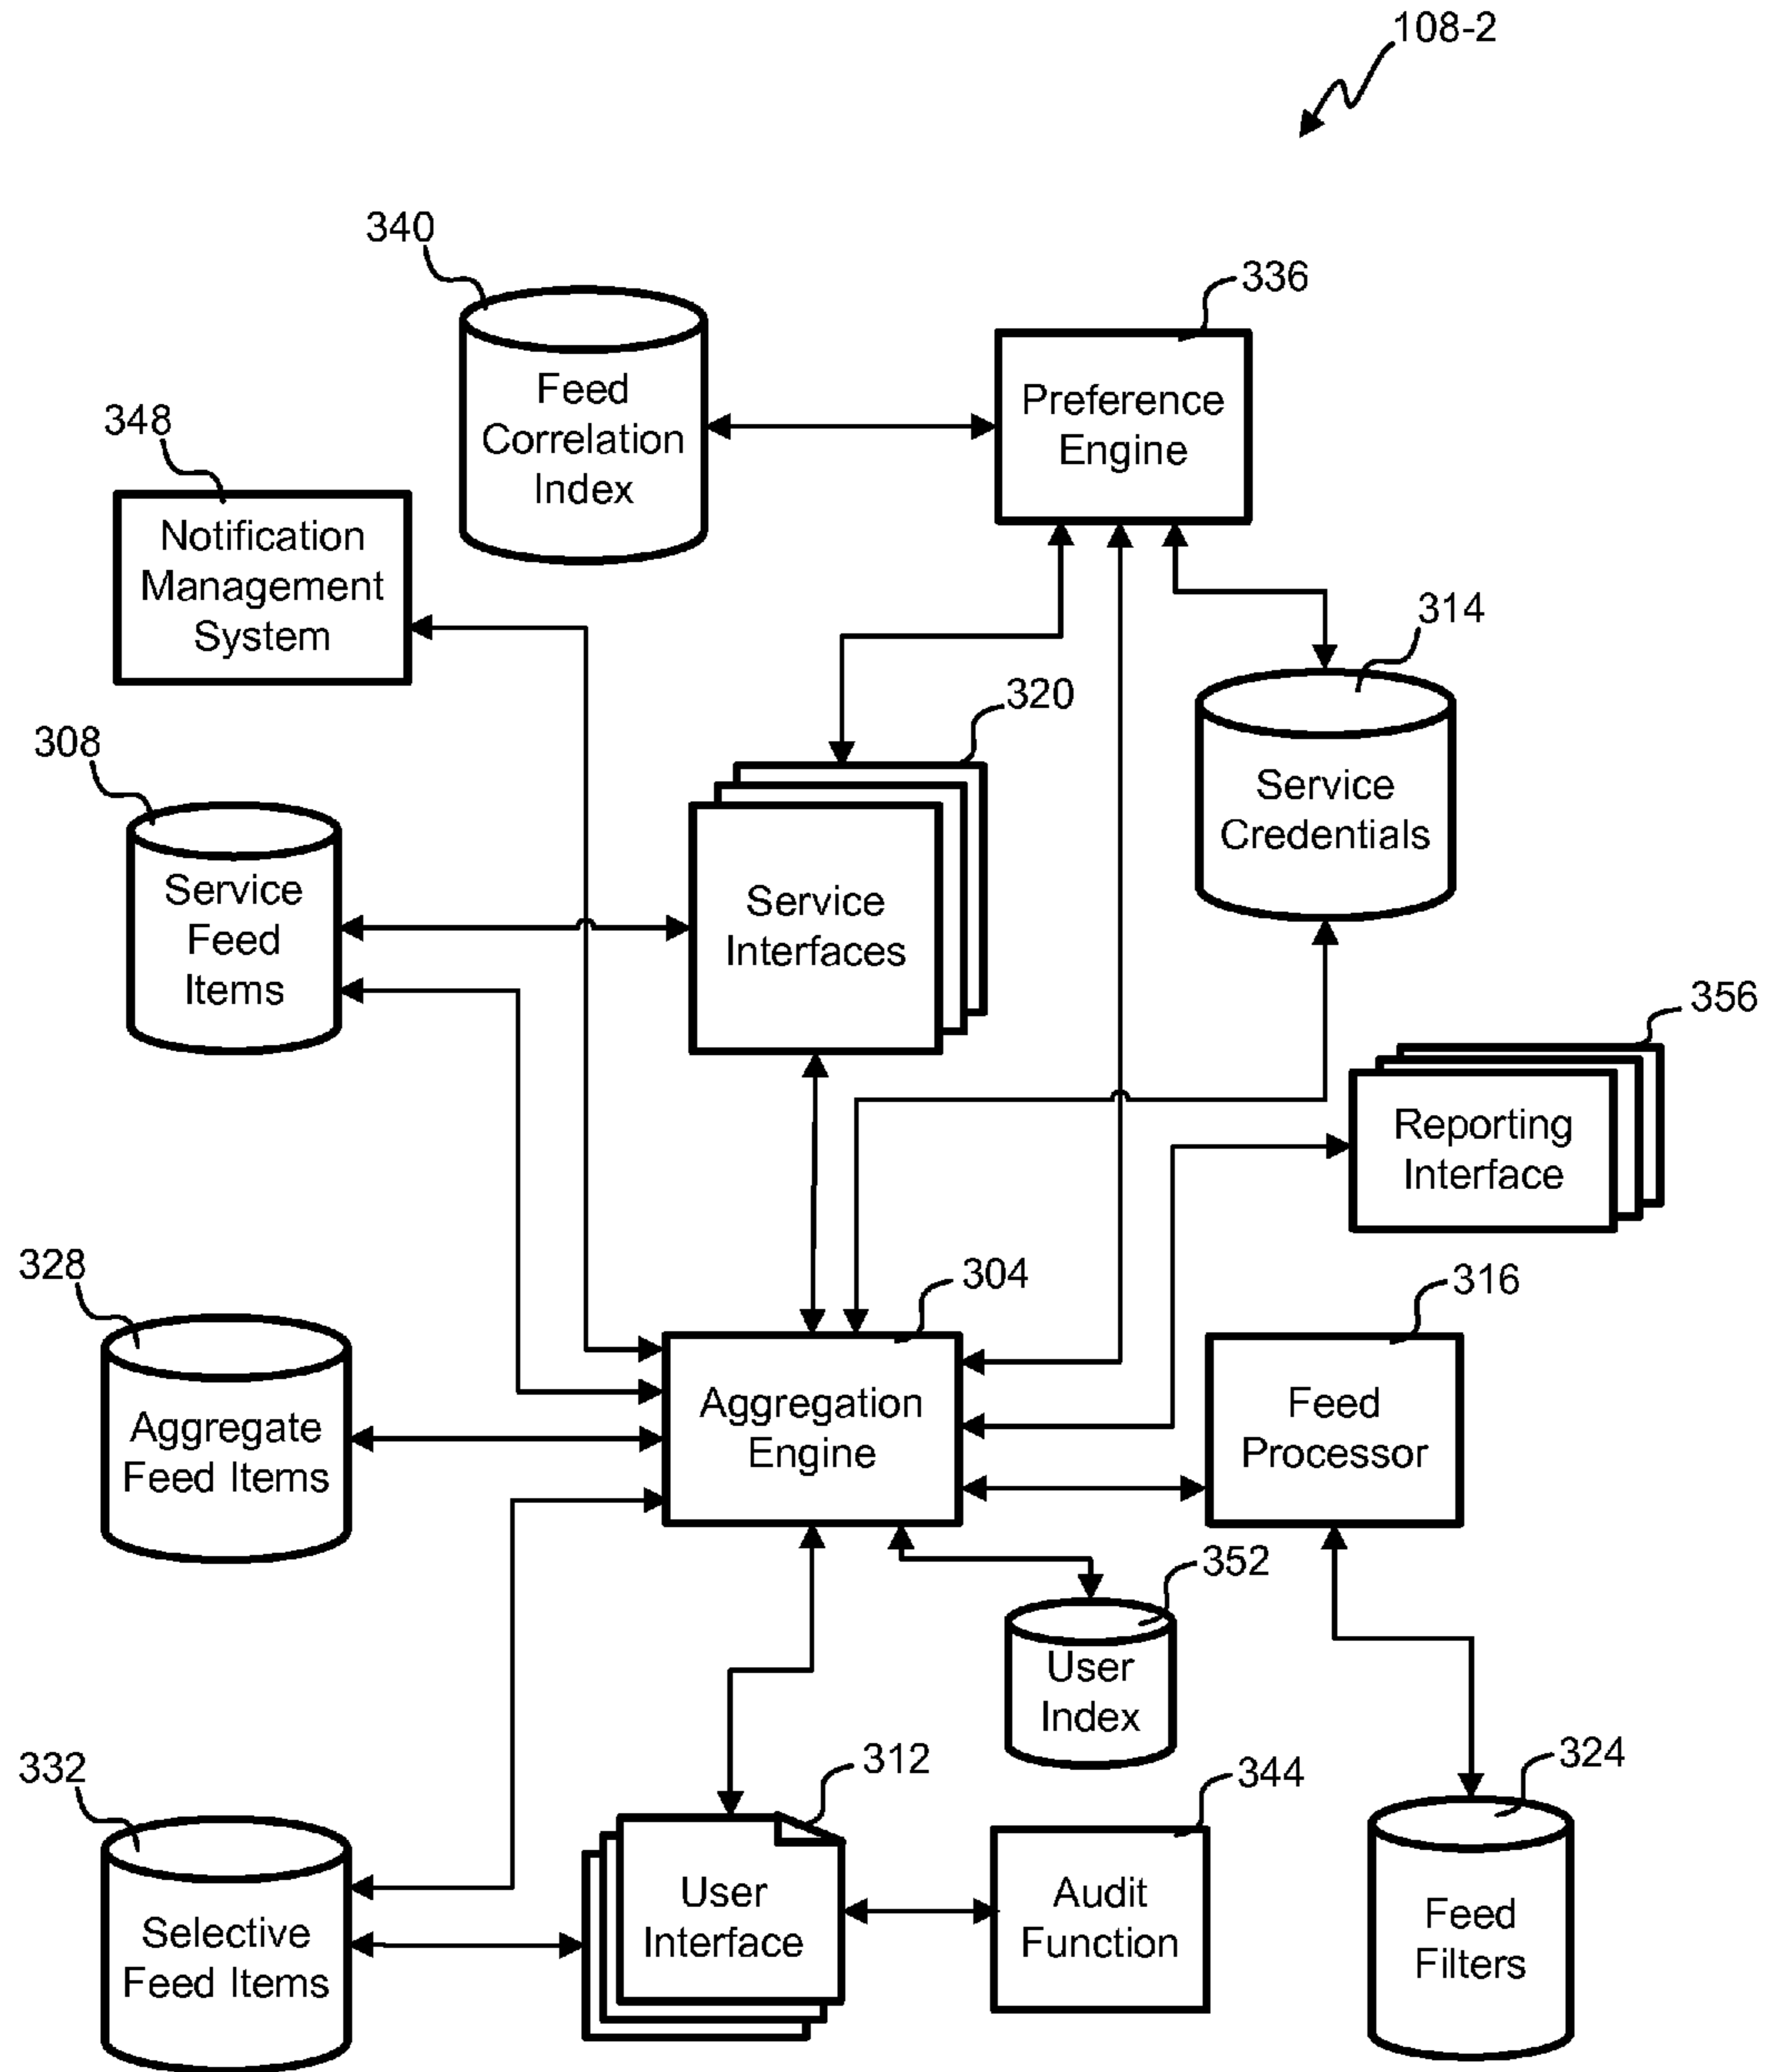 108-2
340
336
Feed
Correlation
Index
Preference
Engine
348
Notification
Management
System
314
Service
Credentials
320
Service
Interfaces
308
Service
Feed
Items
356
Reporting
Interface
328
Aggregate
Feed Items
304
Aggregation
Engine
316
Feed
Processor
352
User
Index
332
Selective
Feed Items
312
User
Interface
344
Audit
Function
324
Feed
Filters